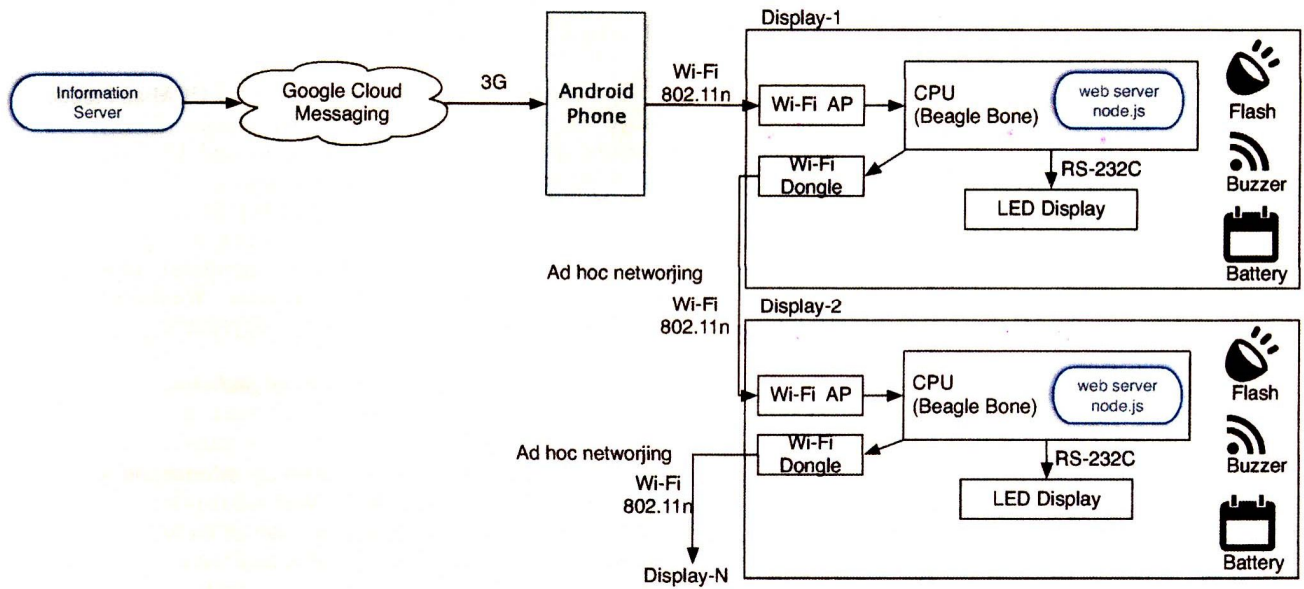 Display-1
Information
Server
Google Cloud
Messaging
3G
Android
Phone
Wi-Fi
802.11n
Wi-Fi AP
CPU
(Beagle Bone)
web server
node.js
Flash
Wi-Fi
Dongle
RS-232C
LED Display
Buzzer
Battery
Ad hoc networjing
Wi-Fi
802.11n
Display-2
Wi-Fi AP
CPU
(Beagle Bone)
web server
node.js
Flash
Ad hoc networjing
Wi-Fi
802.11n
Wi-Fi
Dongle
RS-232C
LED Display
Buzzer
Battery
Display-N